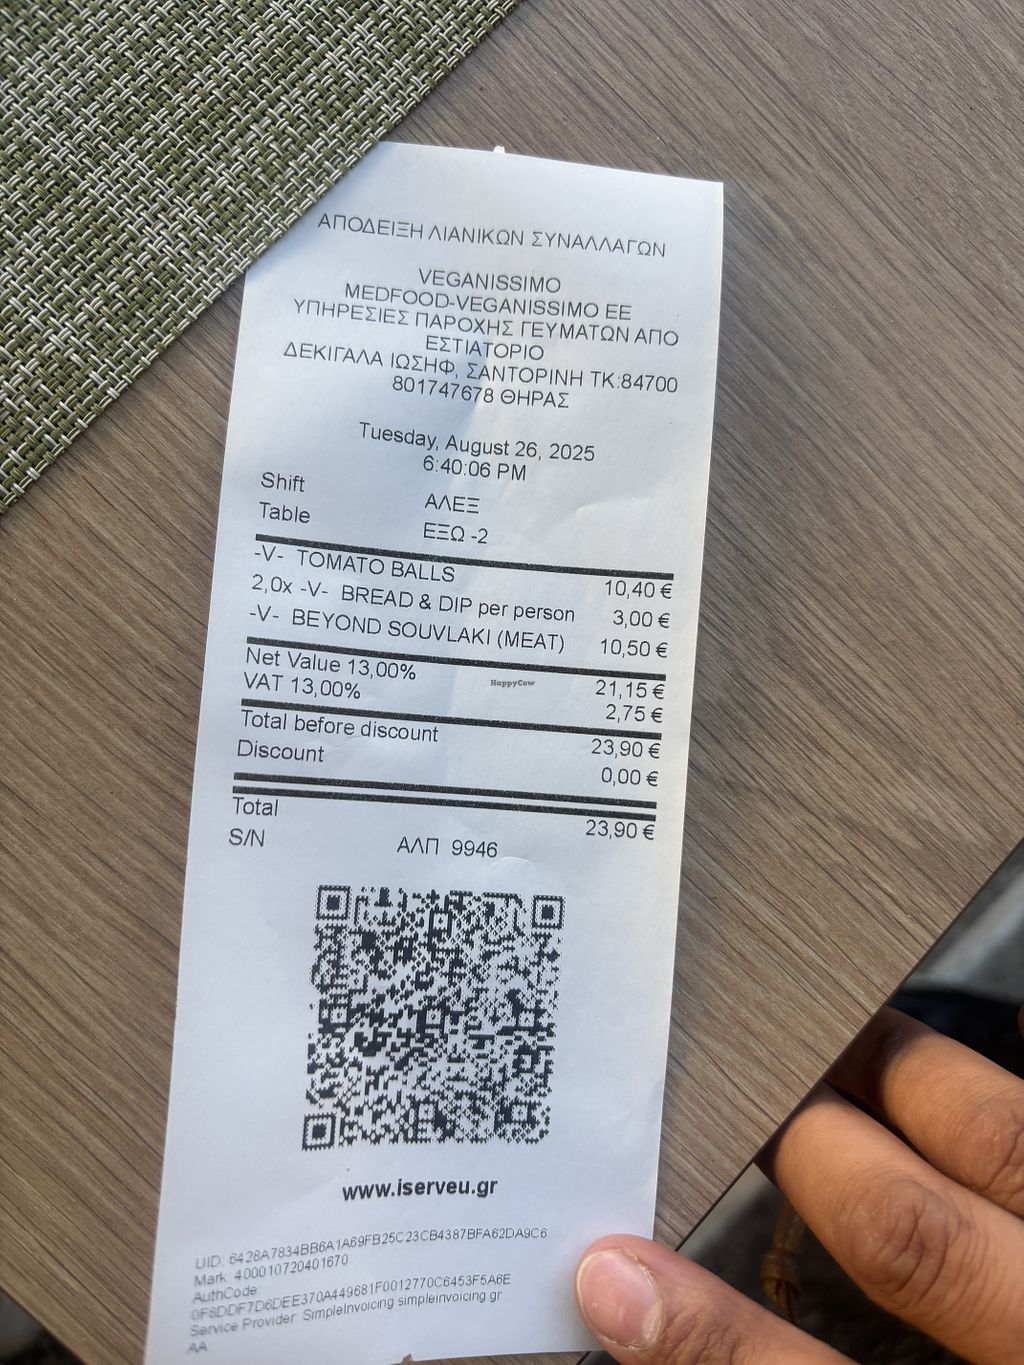 ΑΠΟΔΕΙΞΗ ΛΙΑΝΙΚΩΝ ΣΥΝΑΛΛΑΓΩΝ
VEGANISSIMO
MEDFOOD-VEGANISSIMO EE
ΥΠΗΡΕΣΙΕΣ ΠΑΡΟΧΗΣ ΓΕΥΜΑΤΩΝ ΑΠΟ
ΕΣΤΙΑΤΟΡΙΟ
ΔΕΚΙΓΑΛΑ ΙΩΣΗΦ, ΣΑΝΤΟΡΙΝΗ ΤΚ:84700
801747678 ΘΗΡΑΣ
Tuesday, August 26, 2025
6:40:06 PM
Shift ΑΛΕΞ
Table ΕΞΩ -2
-V- TOMATO BALLS 10,40 €
2,0x -V- BREAD & DIP per person 3,00 €
-V- BEYOND SOUVLAKI (MEAT) 10,50 €
Net Value 13,00% 21,15 €
VAT 13,00% 2,75 €
Total before discount 23,90 €
Discount 0,00 €
Total 23,90 €
S/N ΑΛΠ 9946
www.iserveu.gr
UID: 6428A7834BB6A1A69FB25C23CB4387BFA62DA9C6
Mark: 400010720401670
AuthCode:
0F8DDF7D6DEE370A449681F0012770C6453F5A6E
Service Provider: SimpleInvoicing simpleinvoicing.gr
AA
HappyCow